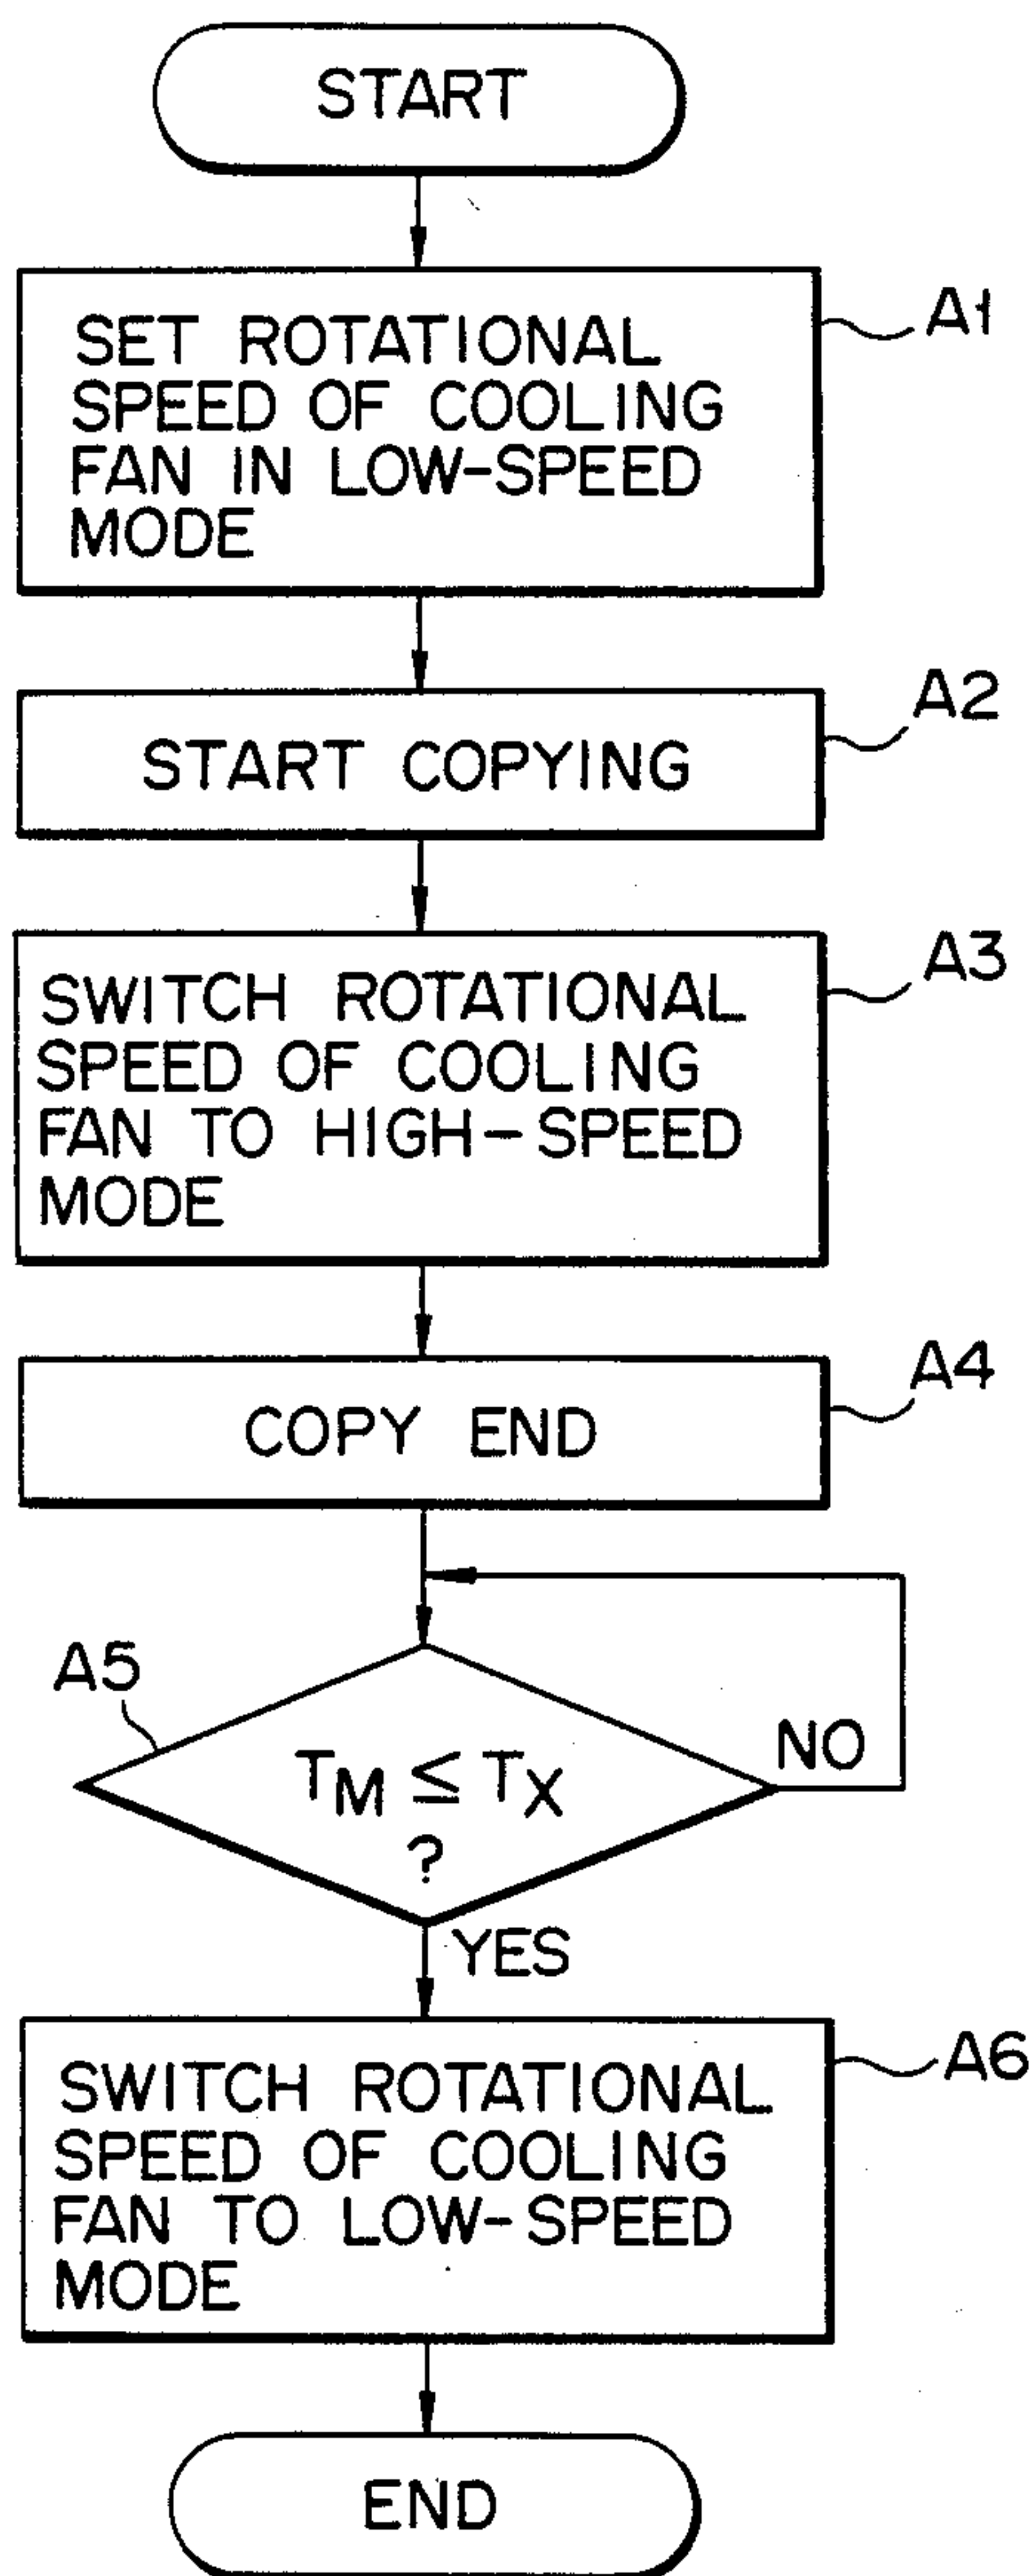 START
SET ROTATIONAL
SPEED OF COOLING
FAN IN LOW-SPEED
MODE
A1
START COPYING
A2
SWITCH ROTATIONAL
SPEED OF COOLING
FAN TO HIGH-SPEED
MODE
A3
COPY END
A4
A5
TM ≤ TX
?
NO
YES
SWITCH ROTATIONAL
SPEED OF COOLING
FAN TO LOW-SPEED
MODE
A6
END